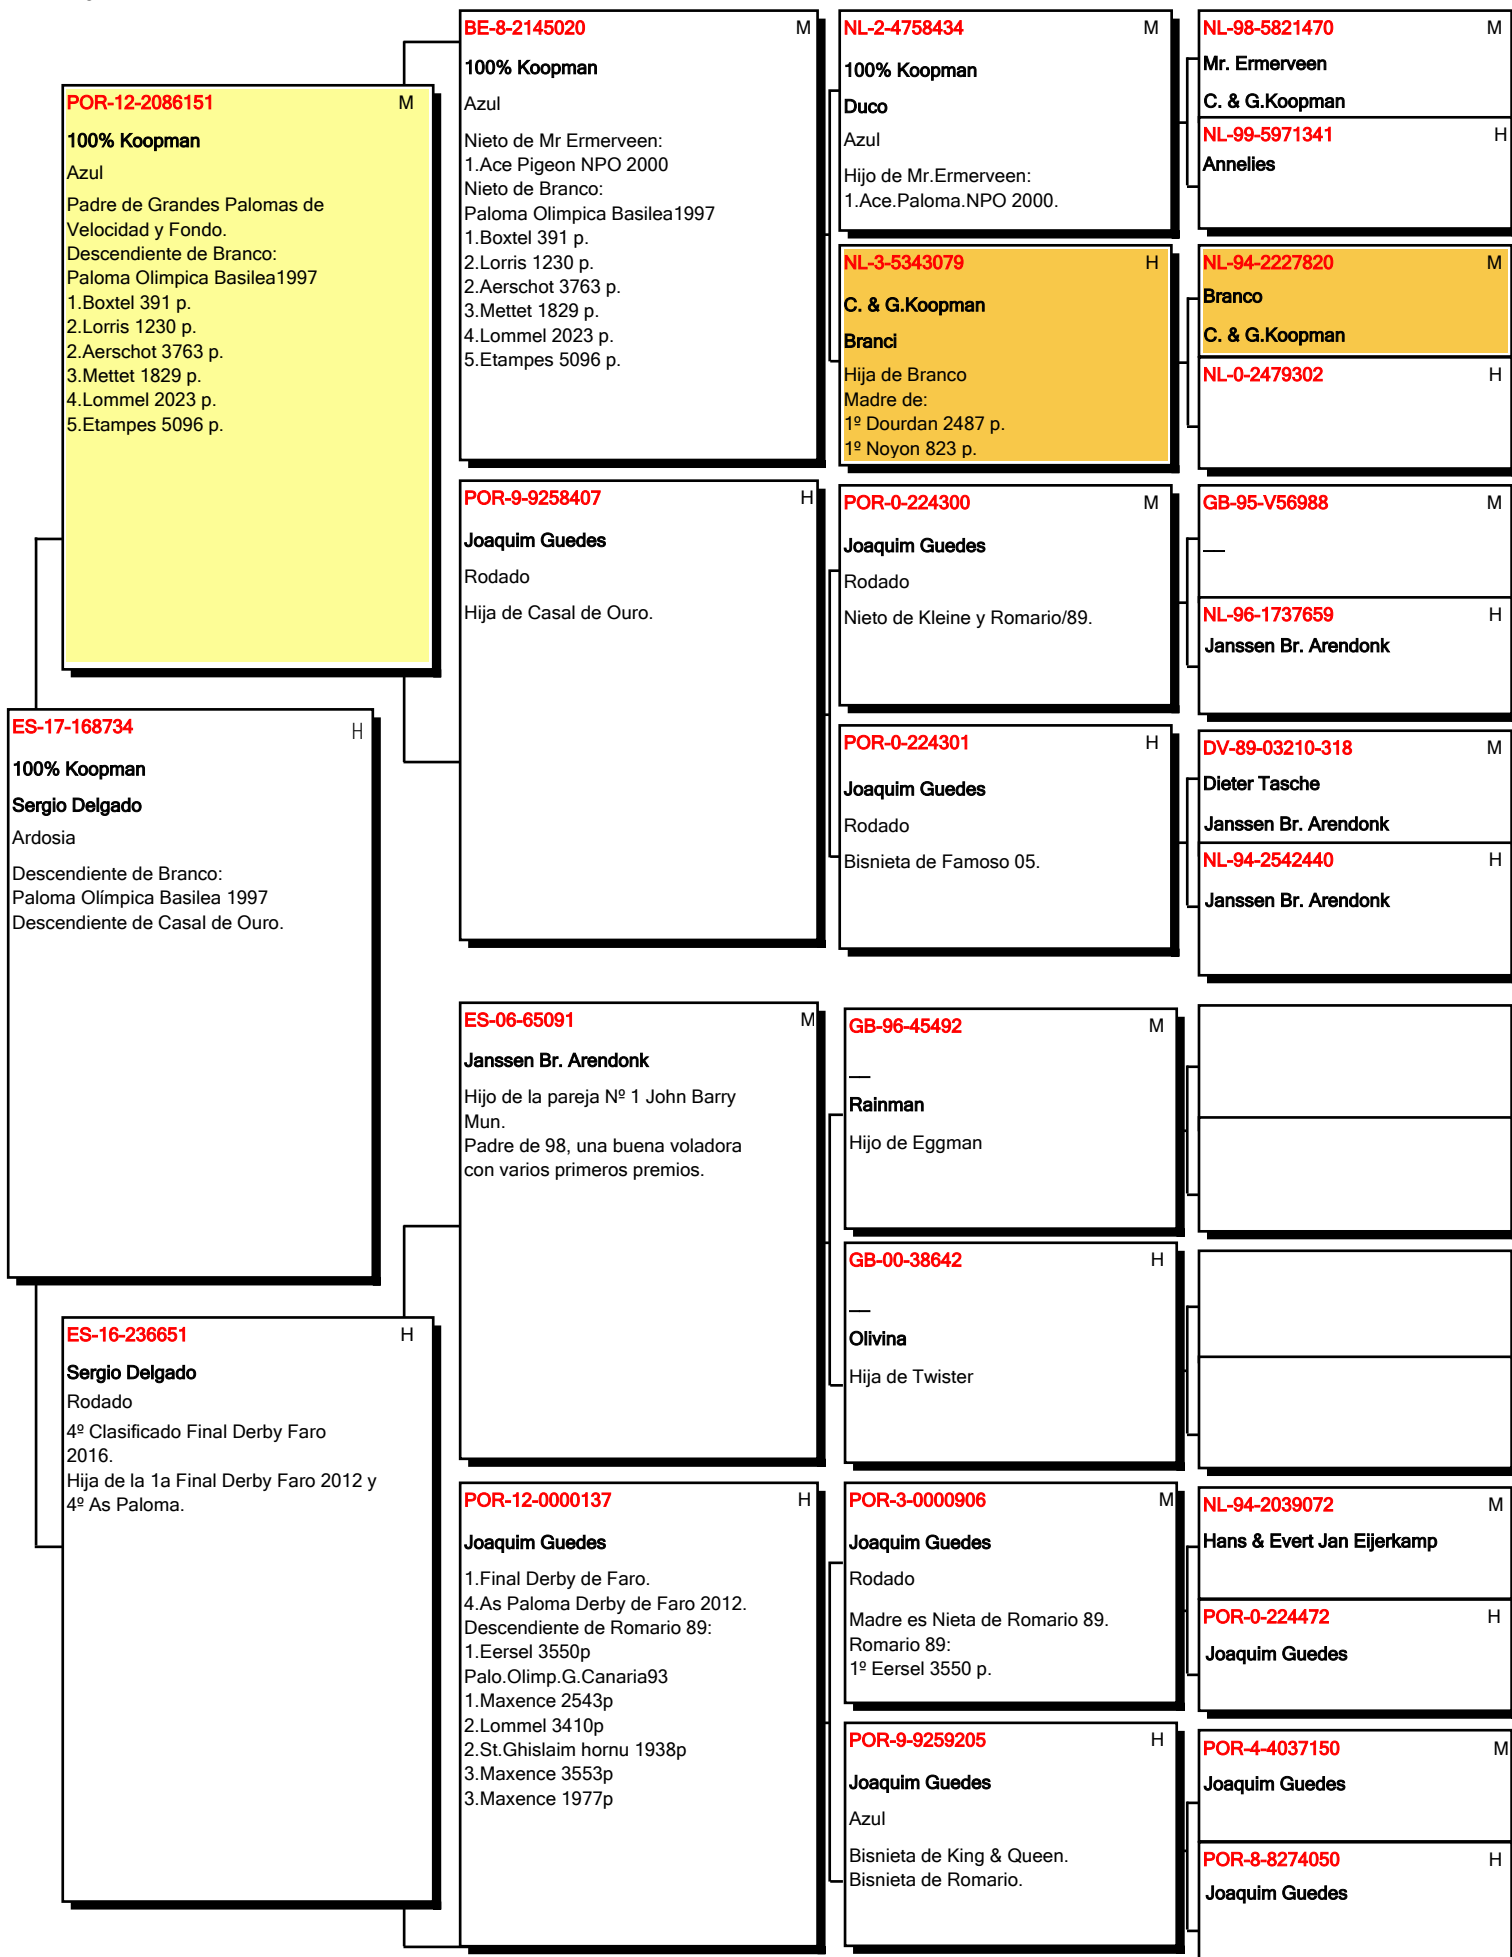 BE-8-2145020 M
100% Koopman
Azul
Nieto de Mr Ermerveen:
1.Ace Pigeon NPO 2000
Nieto de Branco:
Paloma Olimpica Basilea1997
1.Boxtel 391 p.
2.Lorris 1230 p.
2.Aerschot 3763 p.
3.Mettet 1829 p.
4.Lommel 2023 p.
5.Etampes 5096 p.
NL-2-4758434 M
100% Koopman
Duco
Azul
Hijo de Mr.Ermerveen:
1.Ace.Paloma.NPO 2000.
NL-98-5821470 M
Mr. Ermerveen
C. & G.Koopman
NL-99-5971341 H
Annelies
POR-12-2086151 M
100% Koopman
Azul
Padre de Grandes Palomas de
Velocidad y Fondo.
Descendiente de Branco:
Paloma Olimpica Basilea1997
1.Boxtel 391 p.
2.Lorris 1230 p.
2.Aerschot 3763 p.
3.Mettet 1829 p.
4.Lommel 2023 p.
5.Etampes 5096 p.
NL-3-5343079 H
C. & G.Koopman
Branci
Hija de Branco
Madre de:
1º Dourdan 2487 p.
1º Noyon 823 p.
NL-94-2227820 M
Branco
C. & G.Koopman
NL-0-2479302 H
POR-9-9258407 H
Joaquim Guedes
Rodado
Hija de Casal de Ouro.
POR-0-224300 M
Joaquim Guedes
Rodado
Nieto de Kleine y Romario/89.
GB-95-V56988 M
__
NL-96-1737659 H
Janssen Br. Arendonk
ES-17-168734 H
100% Koopman
Sergio Delgado
Ardosia
Descendiente de Branco:
Paloma Olímpica Basilea 1997
Descendiente de Casal de Ouro.
POR-0-224301 H
Joaquim Guedes
Rodado
Bisnieta de Famoso 05.
DV-89-03210-318 M
Dieter Tasche
Janssen Br. Arendonk
NL-94-2542440 H
Janssen Br. Arendonk
ES-06-65091 M
Janssen Br. Arendonk
Hijo de la pareja Nº 1 John Barry
Mun.
Padre de 98, una buena voladora
con varios primeros premios.
GB-96-45492 M
__
Rainman
Hijo de Eggman
GB-00-38642 H
__
Olivina
Hija de Twister
ES-16-236651 H
Sergio Delgado
Rodado
4º Clasificado Final Derby Faro
2016.
Hija de la 1a Final Derby Faro 2012 y
4º As Paloma.
POR-12-0000137 H
Joaquim Guedes
1.Final Derby de Faro.
4.As Paloma Derby de Faro 2012.
Descendiente de Romario 89:
1.Eersel 3550p
Palo.Olimp.G.Canaria93
1.Maxence 2543p
2.Lommel 3410p
2.St.Ghislaim hornu 1938p
3.Maxence 3553p
3.Maxence 1977p
POR-3-0000906 M
Joaquim Guedes
Rodado
Madre es Nieta de Romario 89.
Romario 89:
1º Eersel 3550 p.
NL-94-2039072 M
Hans & Evert Jan Eijerkamp
POR-0-224472 H
Joaquim Guedes
POR-9-9259205 H
Joaquim Guedes
Azul
Bisnieta de King & Queen.
Bisnieta de Romario.
POR-4-4037150 M
Joaquim Guedes
POR-8-8274050 H
Joaquim Guedes